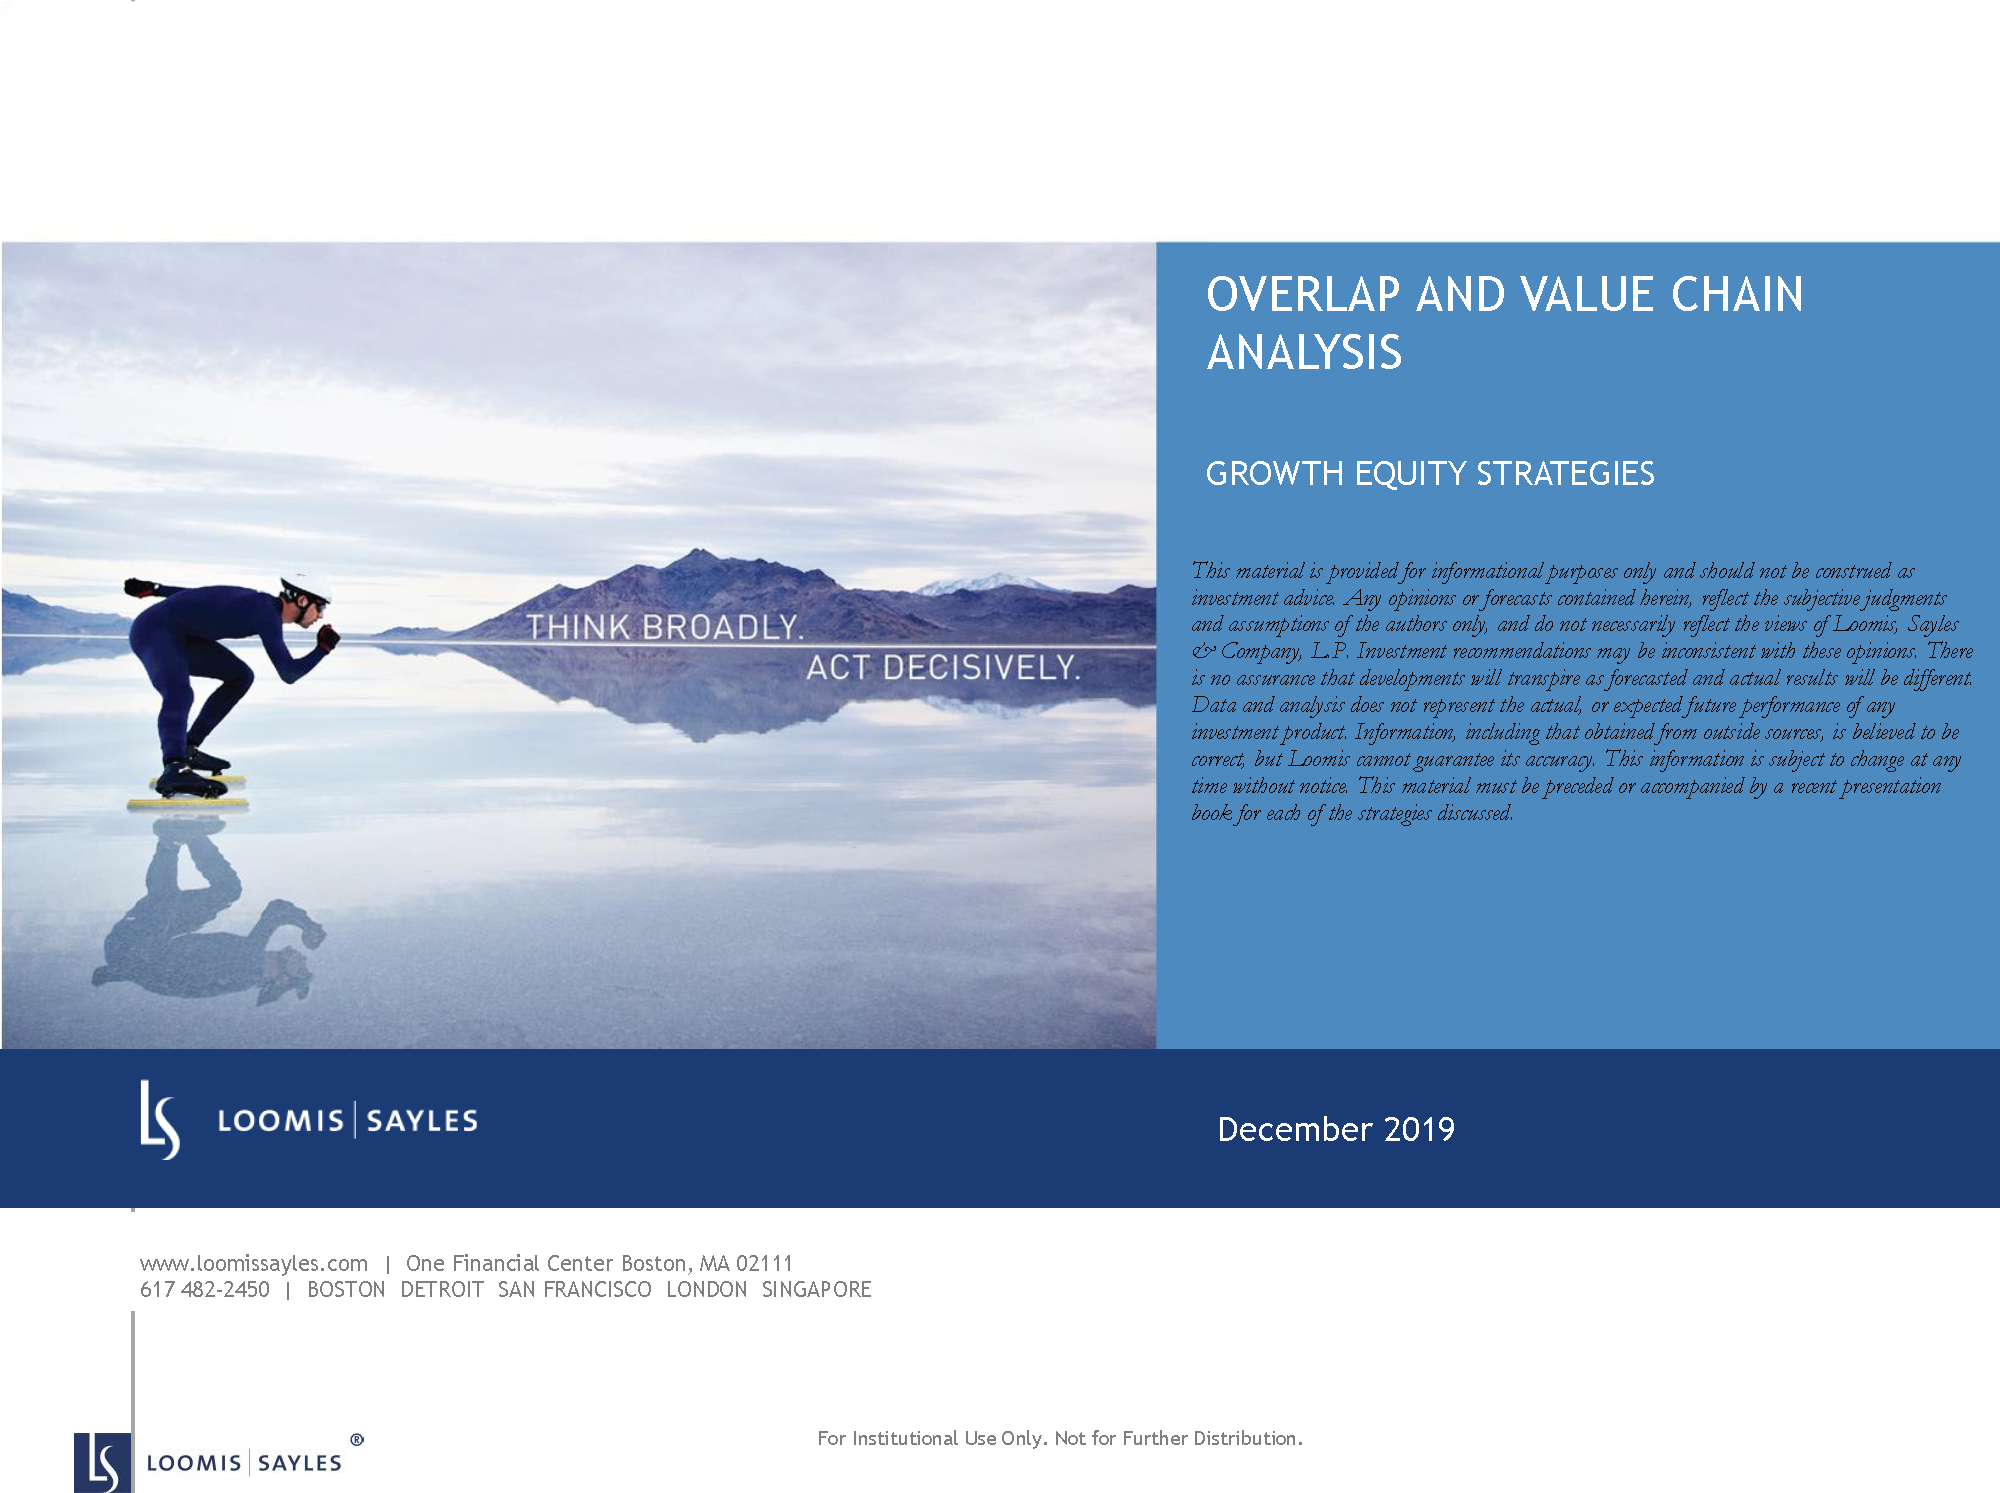 OVERLAP AND VALUE CHAIN
ANALYSIS
GROWTH EQUITY STRATEGIES
This material is provided for informational purposes only and should not be construed as
investment advice. Any opinions or forecasts contained herein, reflect the subjective judgments
and assumptions of the authors only, and do not necessarily reflect the views of Loomis, Sayles
& Company, L.P. Investment recommendations may be inconsistent with these opinions. There
is no assurance that developments will transpire as forecasted and actual results will be different.
Data and analysis does not represent the actual, or expected future performance of any
investment product. Information, including that obtained from outside sources, is believed to be
correct, but Loomis cannot guarantee its accuracy. This information is subject to change at any
time without notice. This material must be preceded or accompanied by a recent presentation
book for each of the strategies discussed.
THINK BROADLY.
ACT DECISIVELY.
LS LOOMIS | SAYLES
December 2019
www.loomissayles.com | One Financial Center Boston, MA 02111
617 482-2450 | BOSTON DETROIT SAN FRANCISCO LONDON SINGAPORE
For Institutional Use Only. Not for Further Distribution.
LS LOOMIS | SAYLES ®